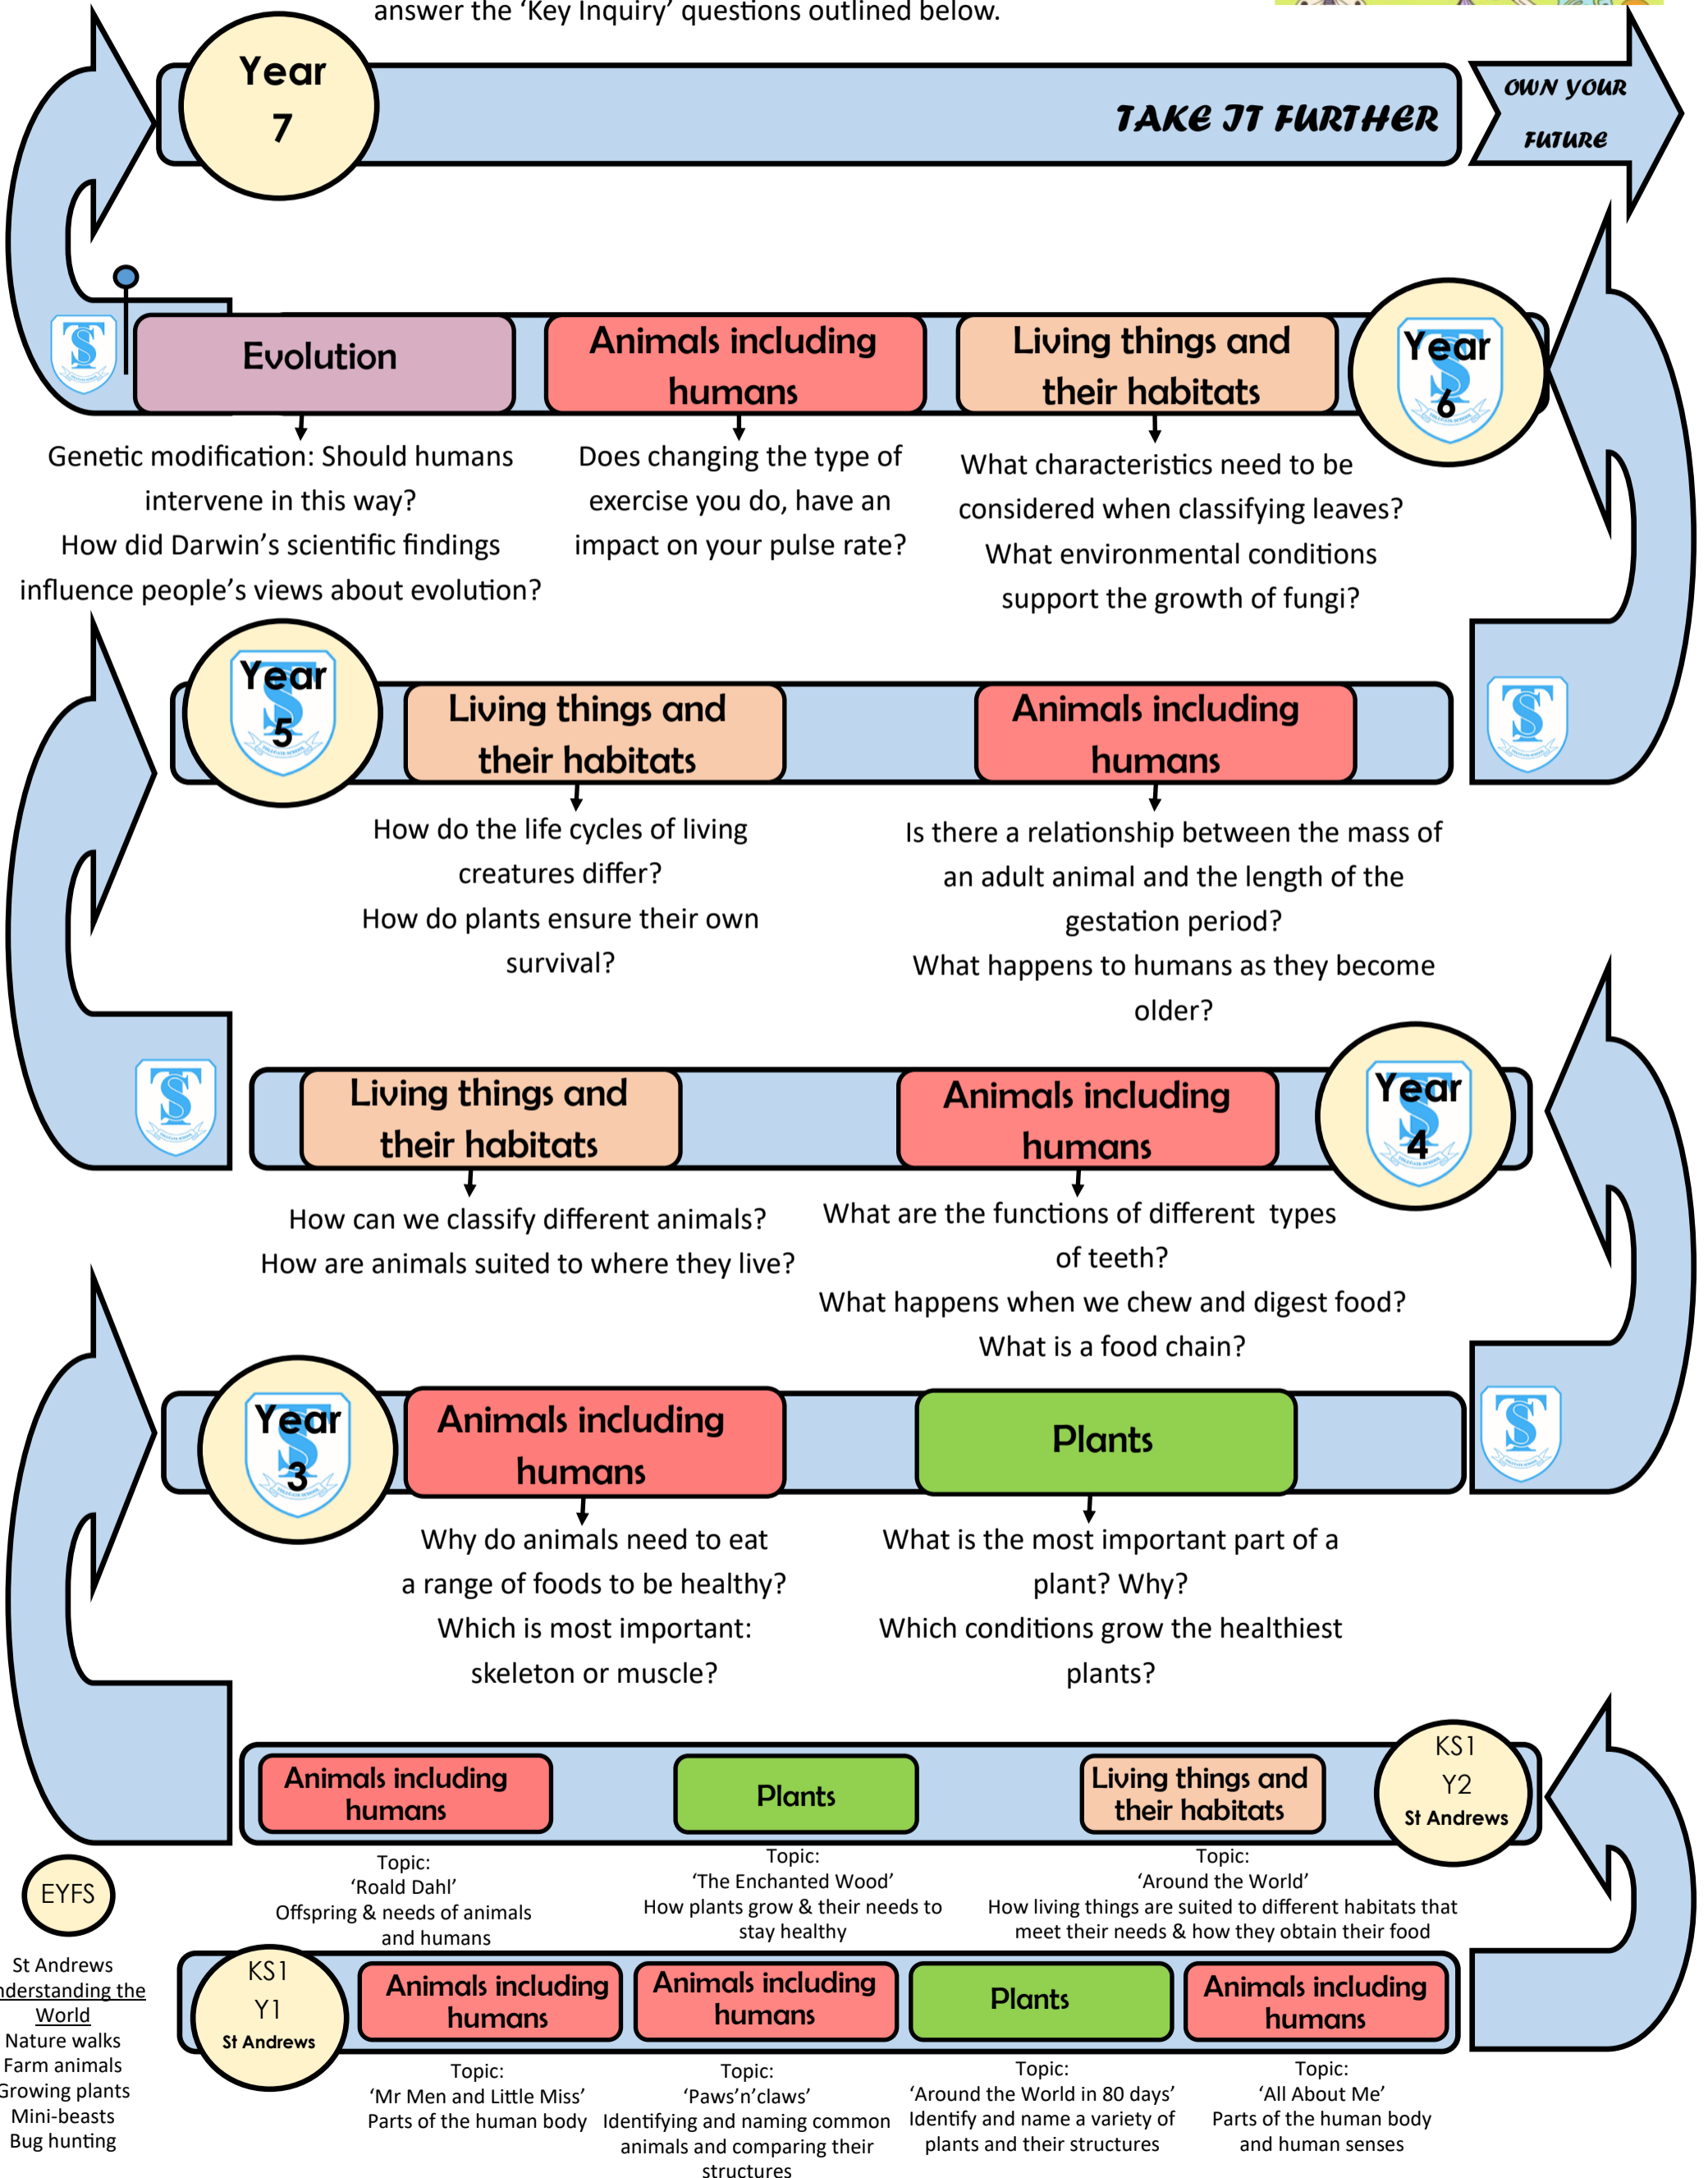 answer the ‘Key Inquiry’ questions outlined below.
Year
7
TAKE IT FURTHER
OWN YOUR
FUTURE
Evolution
Animals including
humans
Living things and
their habitats
Year
6
Genetic modification: Should humans
intervene in this way?
How did Darwin’s scientific findings
influence people’s views about evolution?
Does changing the type of
exercise you do, have an
impact on your pulse rate?
What characteristics need to be
considered when classifying leaves?
What environmental conditions
support the growth of fungi?
Year
5
Living things and
their habitats
Animals including
humans
How do the life cycles of living
creatures differ?
How do plants ensure their own
survival?
Is there a relationship between the mass of
an adult animal and the length of the
gestation period?
What happens to humans as they become
older?
Living things and
their habitats
Animals including
humans
Year
4
How can we classify different animals?
How are animals suited to where they live?
What are the functions of different types
of teeth?
What happens when we chew and digest food?
What is a food chain?
Year
3
Animals including
humans
Plants
Why do animals need to eat
a range of foods to be healthy?
Which is most important:
skeleton or muscle?
What is the most important part of a
plant? Why?
Which conditions grow the healthiest
plants?
Animals including
humans
Plants
Living things and
their habitats
KS1
Y2
St Andrews
Topic:
‘Roald Dahl’
Offspring & needs of animals
and humans
Topic:
‘The Enchanted Wood’
How plants grow & their needs to
stay healthy
Topic:
‘Around the World’
How living things are suited to different habitats that
meet their needs & how they obtain their food
EYFS
St Andrews
nderstanding the
World
Nature walks
Farm animals
Growing plants
Mini-beasts
Bug hunting
KS1
Y1
St Andrews
Animals including
humans
Animals including
humans
Plants
Animals including
humans
Topic:
‘Mr Men and Little Miss’
Parts of the human body
Topic:
‘Paws’n’claws’
Identifying and naming common
animals and comparing their
structures
Topic:
‘Around the World in 80 days’
Identify and name a variety of
plants and their structures
Topic:
‘All About Me’
Parts of the human body
and human senses